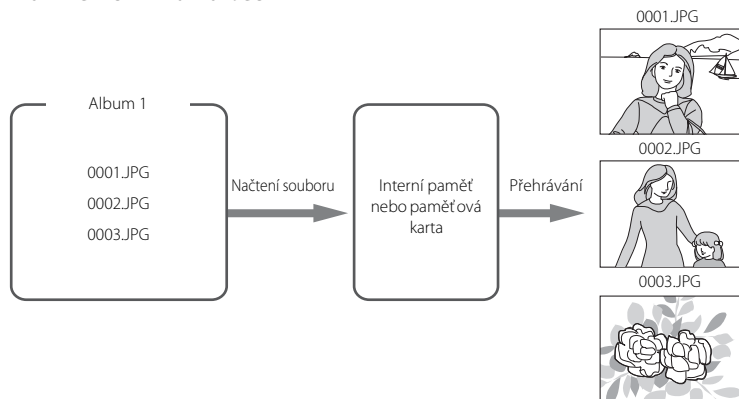 Album 1
0001.JPG
0002.JPG
0003.JPG
Načtení souboru
Interní paměť
nebo paměťová
karta
Přehrávání
0001.JPG
0002.JPG
0003.JPG